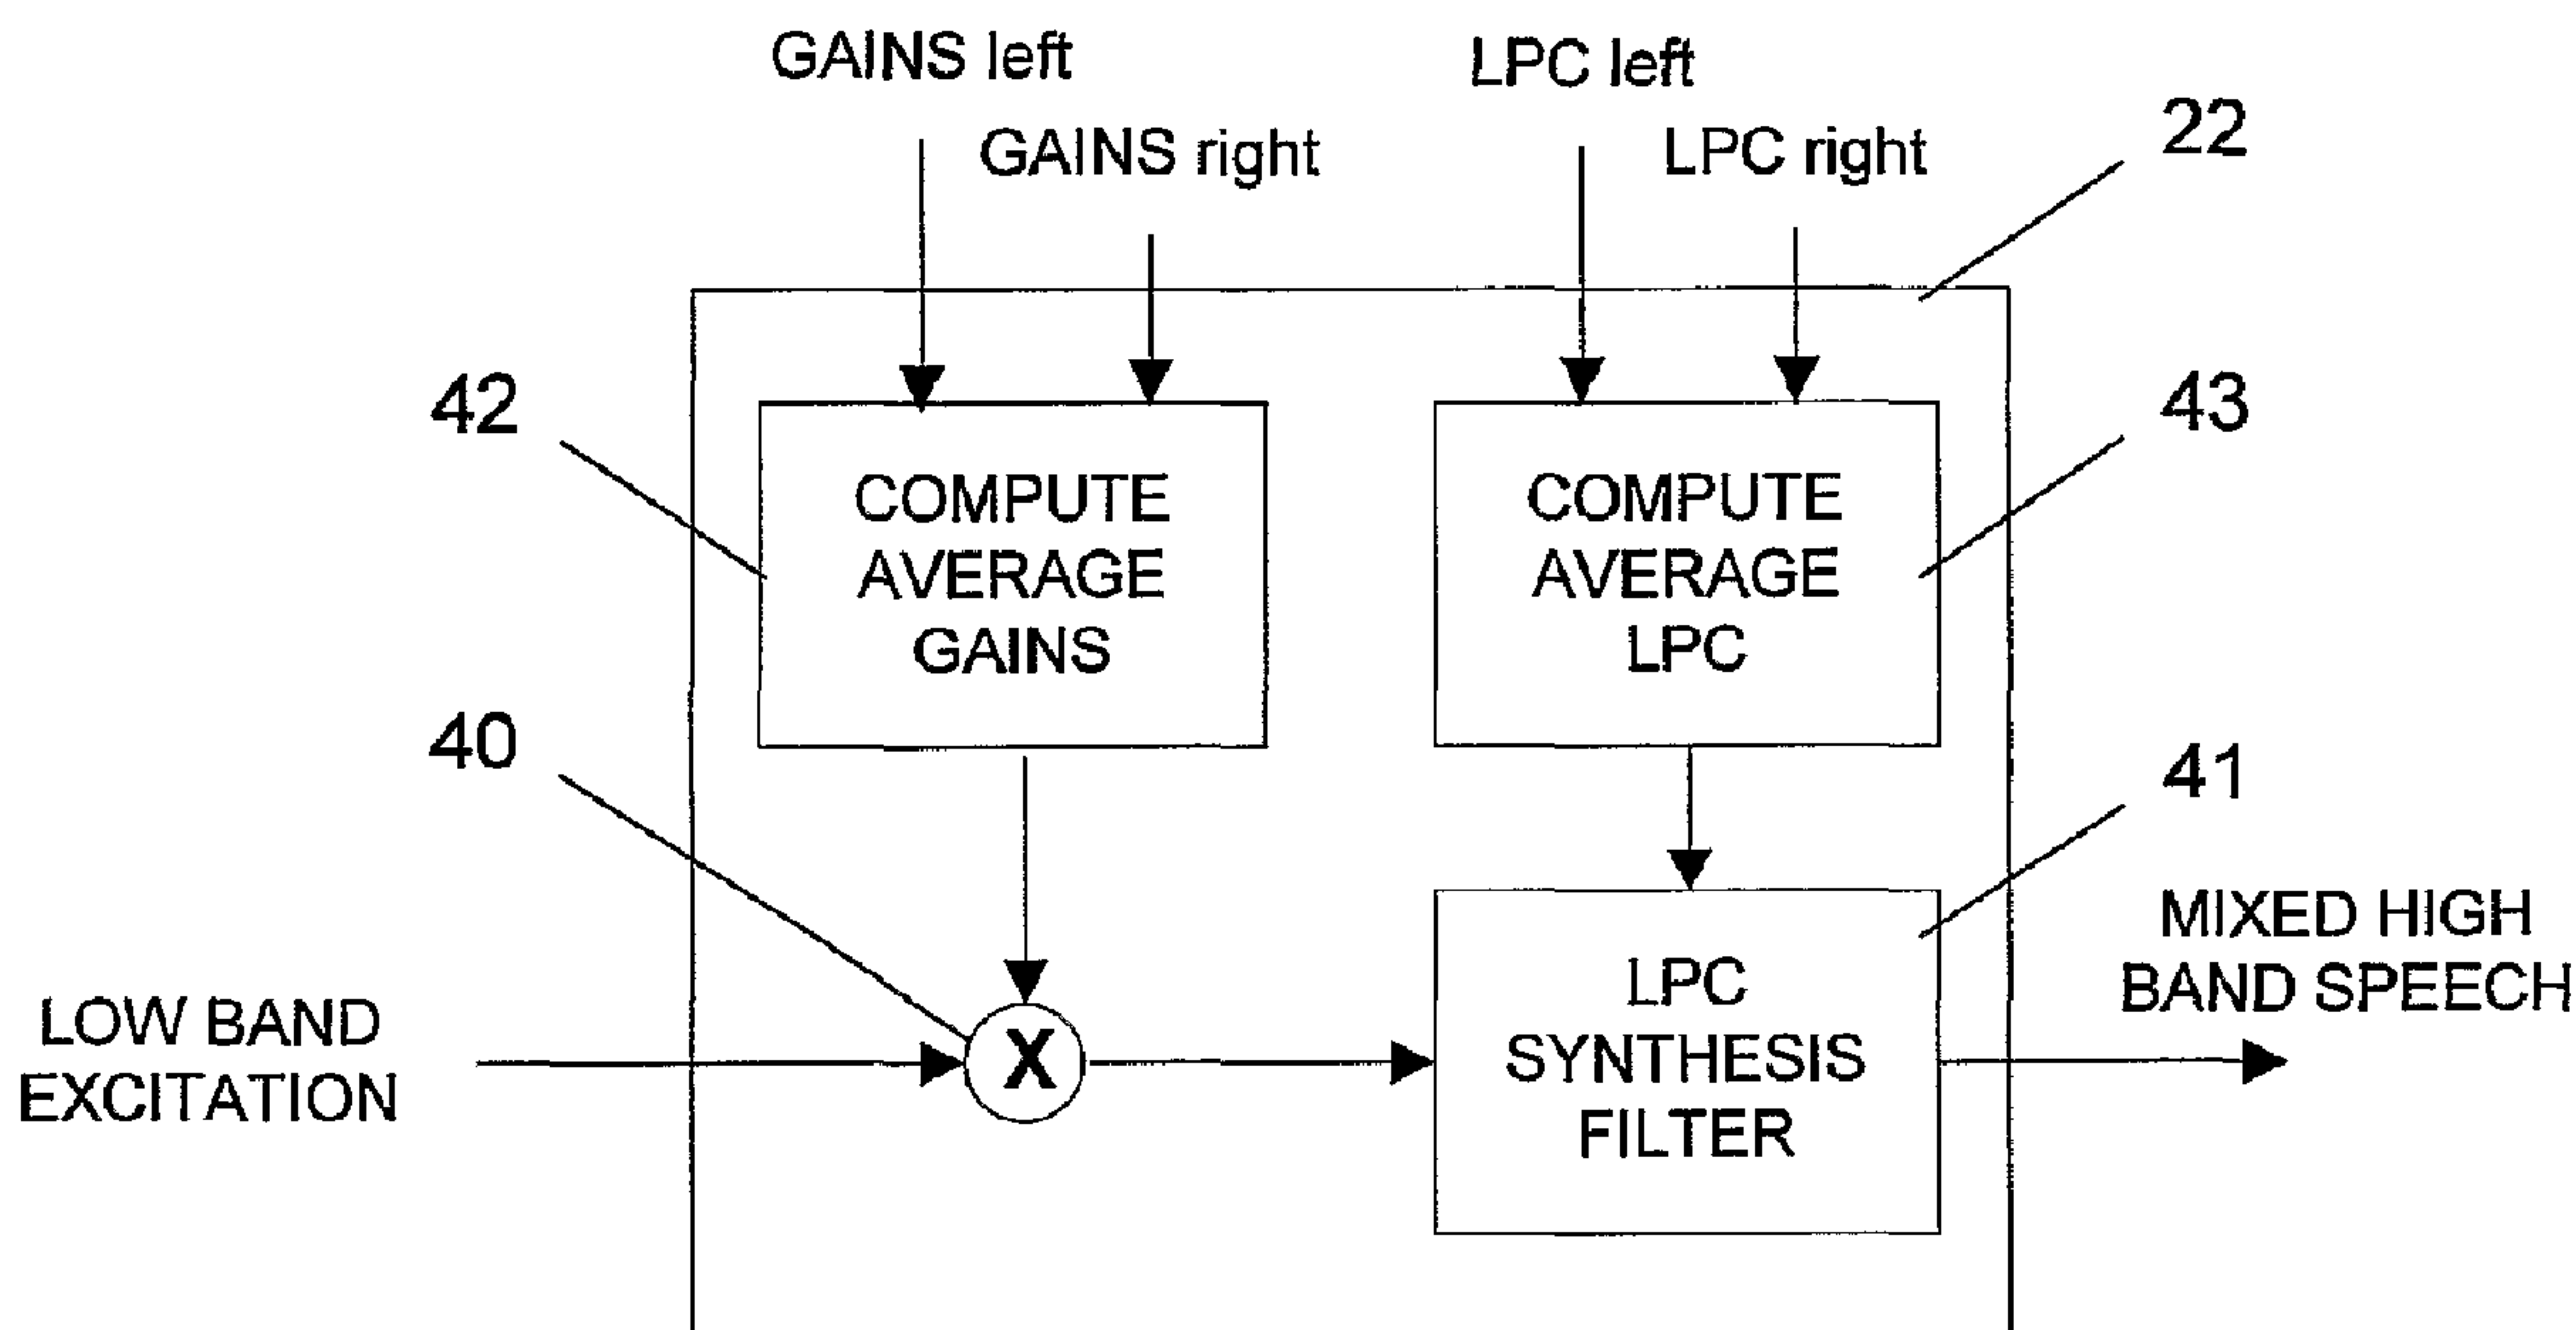 GAINS left
LPC left
GAINS right
LPC right
22
42
43
COMPUTE
AVERAGE
GAINS
COMPUTE
AVERAGE
LPC
40
41
LOW BAND
EXCITATION
X
LPC
SYNTHESIS
FILTER
MIXED HIGH
BAND SPEECH